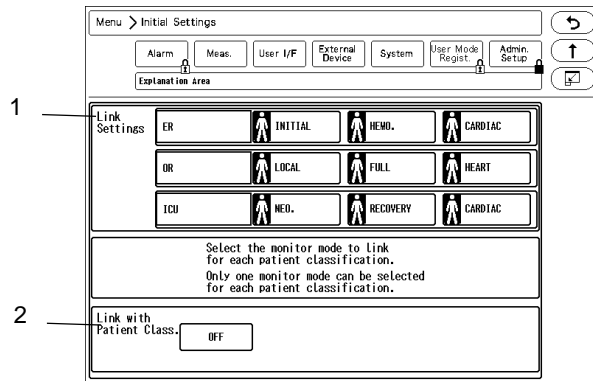 Menu > Initial Settings
Alarm
Meas.
User I/F
External
Device
System
User Mode
Regist.
Admin.
Setup
Explanation Area
1
Link
Settings
ER
INITIAL
HEMO.
CARDIAC
OR
LOCAL
FULL
HEART
ICU
NEO.
RECOVERY
CARDIAC
Select the monitor mode to link
for each patient classification.
Only one monitor mode can be selected
for each patient classification.
2
Link with
Patient Class.
OFF